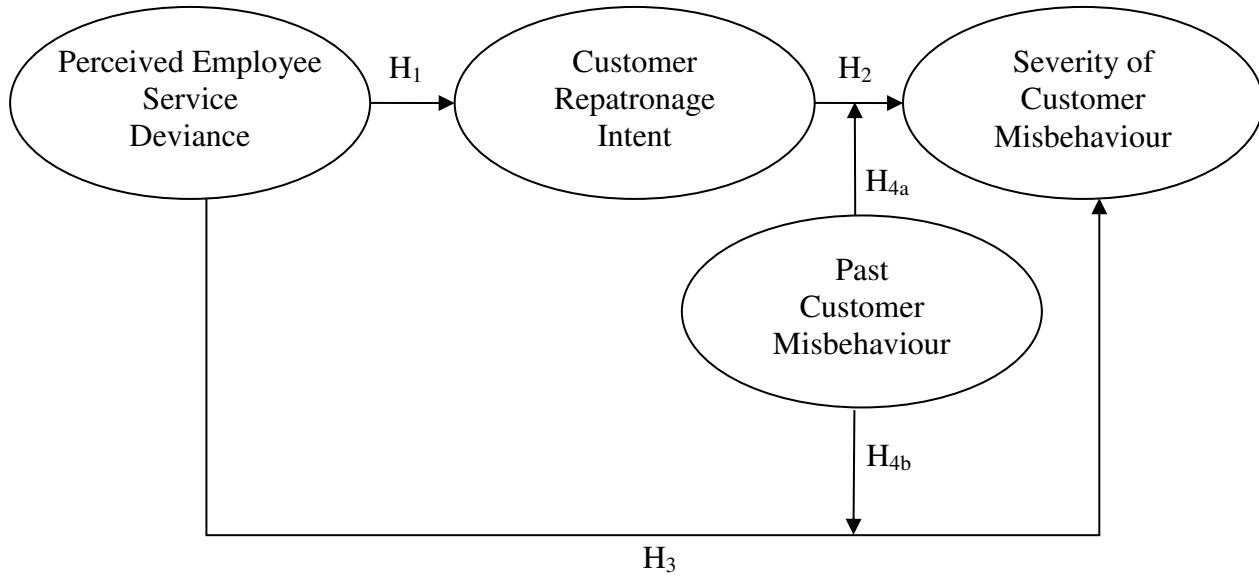 Perceived Employee
Service
Deviance
H₁
Customer
Repatronage
Intent
H₂
Severity of
Customer
Misbehaviour
H₄ₐ
Past
Customer
Misbehaviour
H₄b
H₃